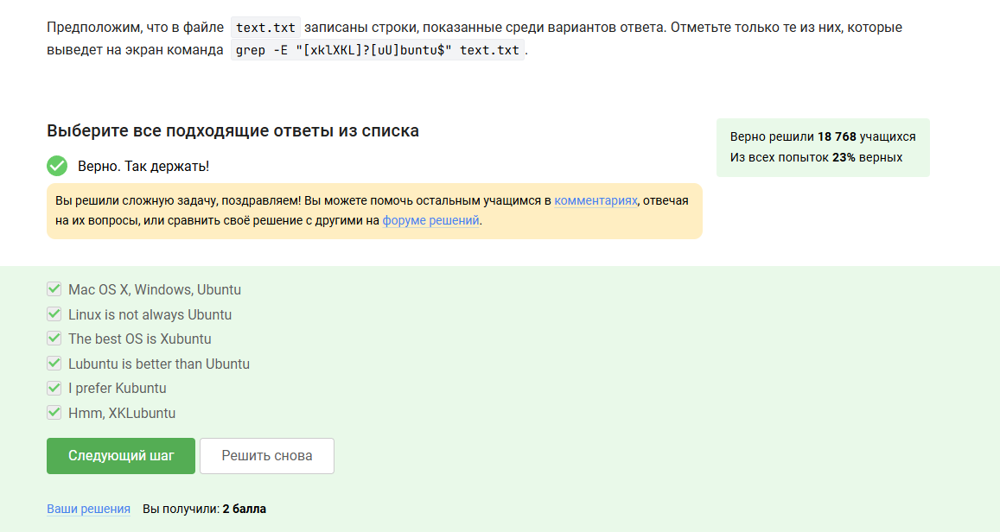 Предположим, что в файле text.txt записаны строки, показанные среди вариантов ответа. Отметьте только те из них, которые
выведет на экран команда grep -E "[xklXKL]?[uU]buntu$" text.txt.
Выберите все подходящие ответы из списка
Верно решили 18 768 учащихся
Из всех попыток 23% верных
Верно. Так держать!
Вы решили сложную задачу, поздравляем! Вы можете помочь остальным учащимся в комментариях, отвечая
на их вопросы, или сравнить своё решение с другими на форуме решений.
Mac OS X, Windows, Ubuntu
Linux is not always Ubuntu
The best OS is Xubuntu
Lubuntu is better than Ubuntu
I prefer Kubuntu
Hmm, XKLubuntu
Следующий шаг
Решить снова
Ваши решения Вы получили: 2 балла